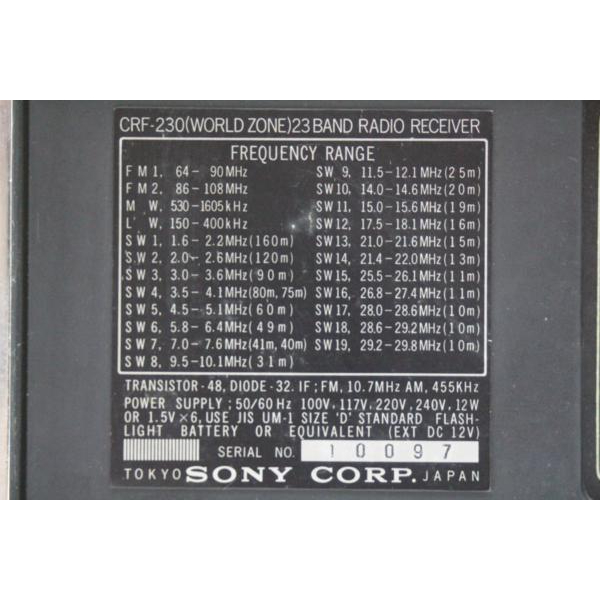 CRF-230(WORLD ZONE)23 BAND RADIO RECEIVER
FREQUENCY RANGE
FM 1, 64 - 90MHz
FM 2, 86 - 108MHz
M W, 530 - 1605kHz
L W, 150 - 400kHz
SW 1, 1.6 - 2.2MHz(160m)
SW 2, 2.0 - 2.6MHz(120m)
SW 3, 3.0 - 3.6MHz(90m)
SW 4, 3.5 - 4.1MHz(80m, 75m)
SW 5, 4.5 - 5.1MHz(60m)
SW 6, 5.8 - 6.4MHz(49m)
SW 7, 7.0 - 7.6MHz(41m, 40m)
SW 8, 9.5 - 10.1MHz(31m)
SW 9, 11.5 - 12.1MHz(25m)
SW10, 14.0 - 14.6MHz(20m)
SW11, 15.0 - 15.6MHz(19m)
SW12, 17.5 - 18.1MHz(16m)
SW13, 21.0 - 21.6MHz(15m)
SW14, 21.4 - 22.0MHz(13m)
SW15, 25.5 - 26.1MHz(11m)
SW16, 26.8 - 27.4MHz(11m)
SW17, 28.0 - 28.6MHz(10m)
SW18, 28.6 - 29.2MHz(10m)
SW19, 29.2 - 29.8MHz(10m)
TRANSISTOR - 48, DIODE - 32. IF ; FM, 10.7MHz AM, 455KHz
POWER SUPPLY ; 50/60 Hz 100V, 117V, 220V, 240V, 12W
OR 1.5V × 6, USE JIS UM-1 SIZE 'D' STANDARD FLASH-
LIGHT BATTERY OR EQUIVALENT (EXT DC 12V)
SERIAL NO. 10097
TOKYO SONY CORP. JAPAN